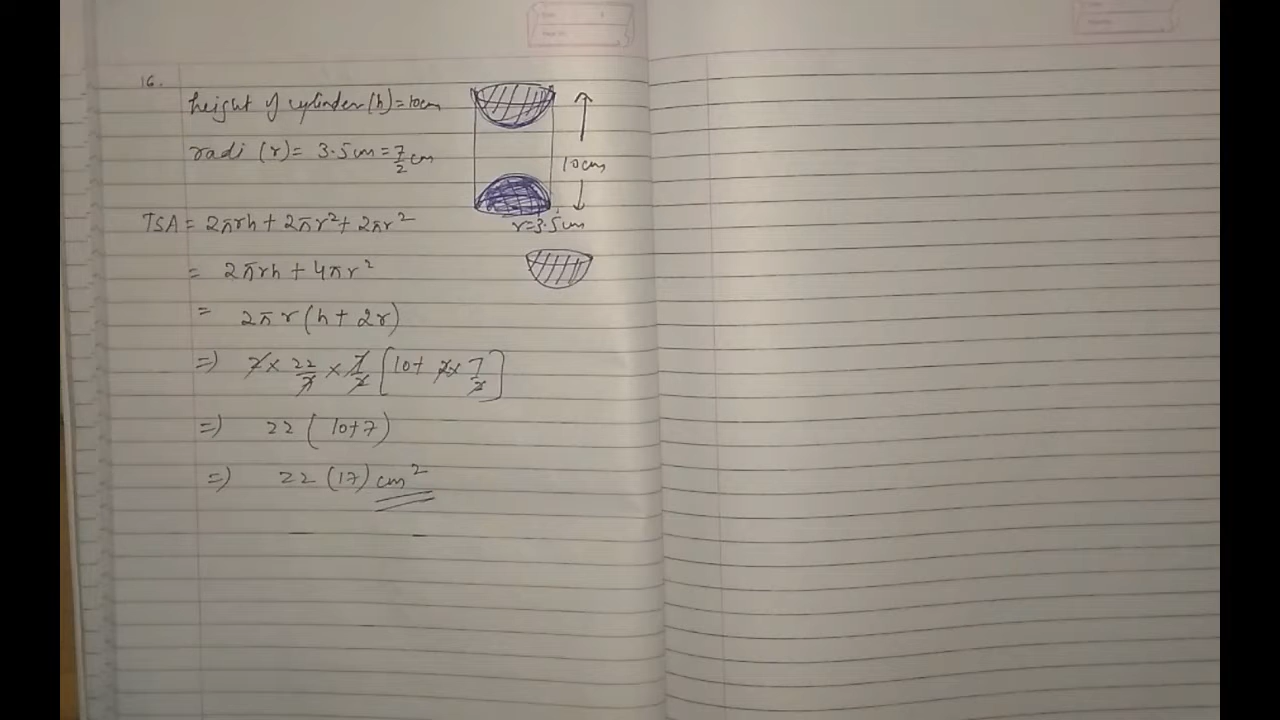 16.
height of cylinder (h) = 10cm
radi (r) = 3.5cm = 7/2 cm
10cm
TSA = 2πrh + 2πr² + 2πr²
r=3.5cm
= 2πrh + 4πr²
= 2πr (h + 2r)
=) 2 × 22/7 × 7/2 [10 + 2 × 7/2]
=) 22 ( 10+7)
=) 22 (17) cm²